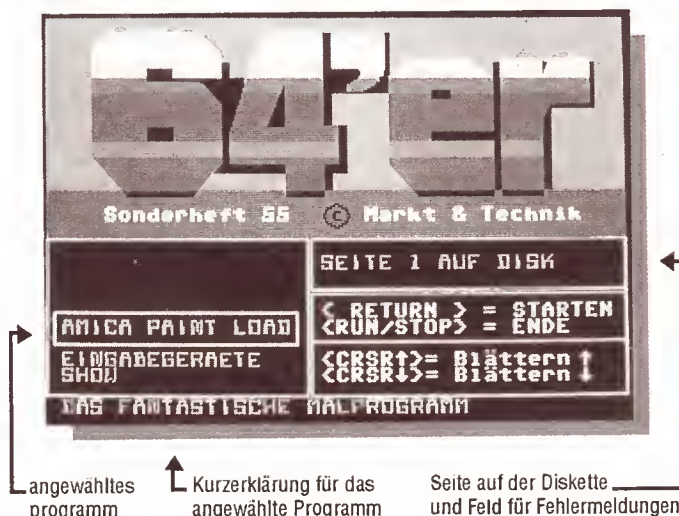 64'er
Sonderheft 55 © Markt & Technik
SEITE 1 AUF DISK
AMICA PAINT LOAD
EINGABEGERAETE
SHOW
< RETURN > = STARTEN
<RUN/STOP> = ENDE
<CRSR↑>= Blättern ↑
<CRSR↓>= Blättern ↓
DAS FANTASTISCHE MALPROGRAMM
angewähltes
programm
Kurzerklärung für das
angewählte Programm
Seite auf der Diskette
und Feld für Fehlermeldungen